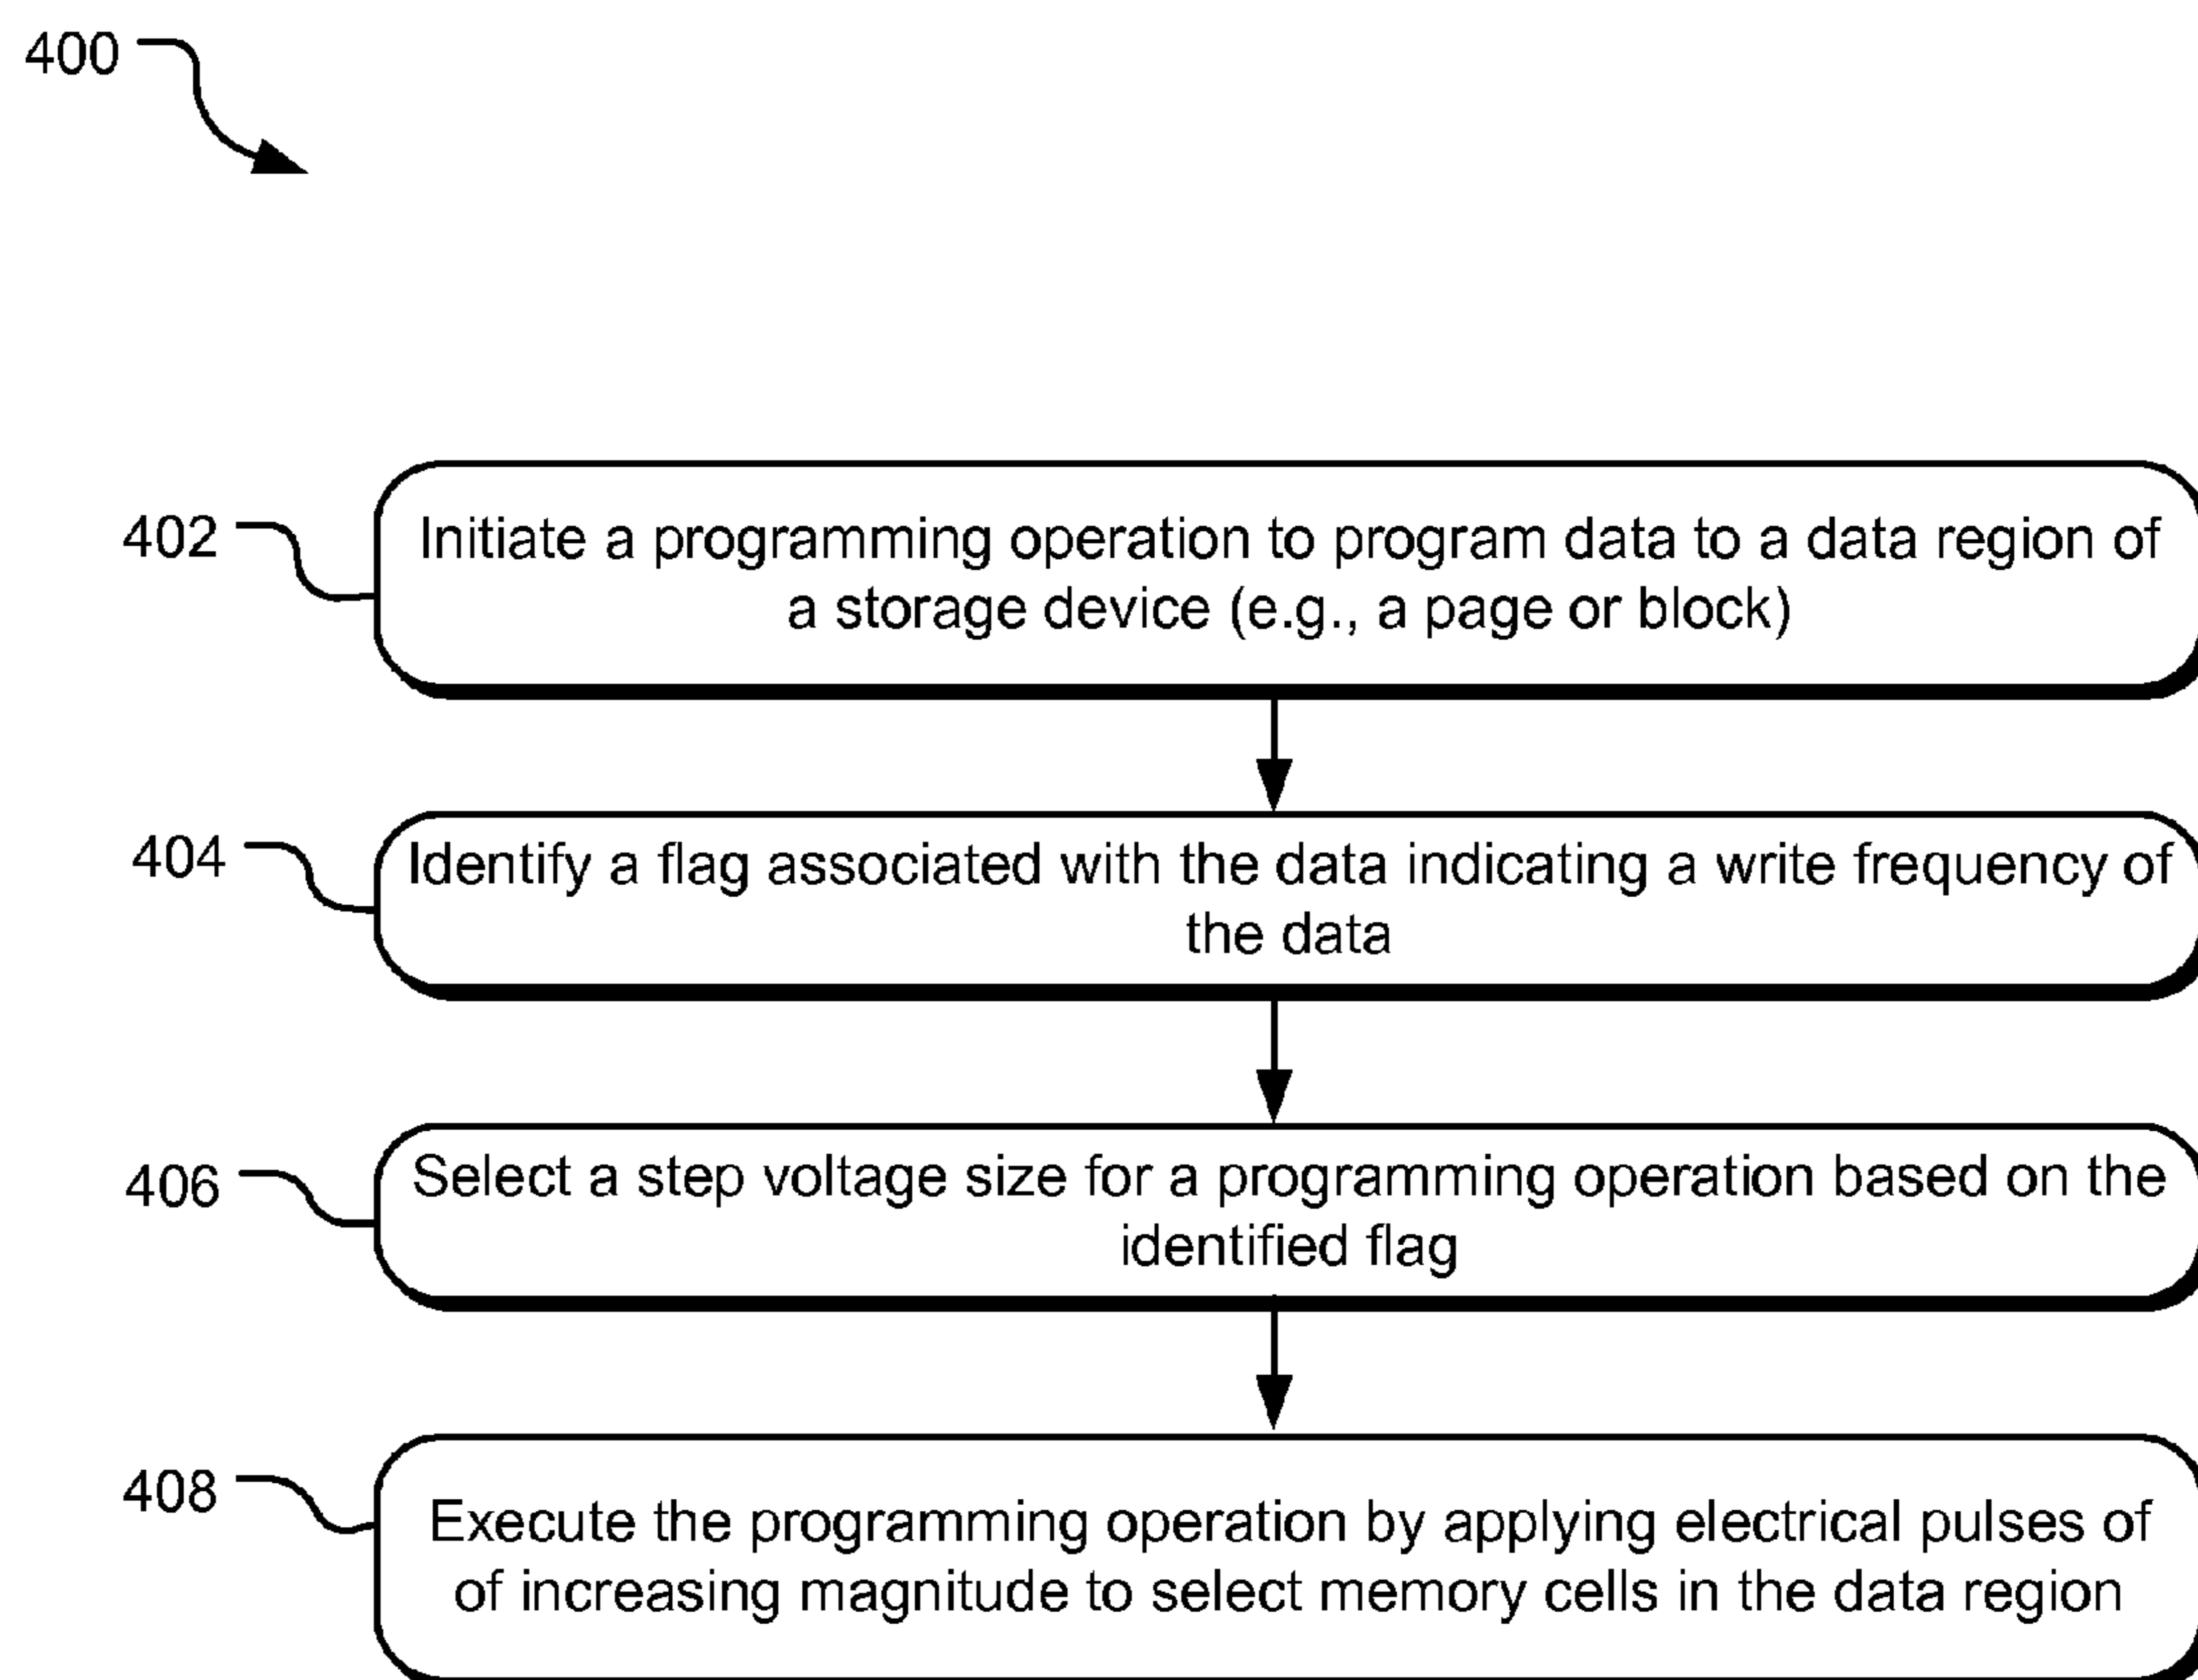 400
402
Initiate a programming operation to program data to a data region of
a storage device (e.g., a page or block)
404
Identify a flag associated with the data indicating a write frequency of
the data
406
Select a step voltage size for a programming operation based on the
identified flag
408
Execute the programming operation by applying electrical pulses of
of increasing magnitude to select memory cells in the data region